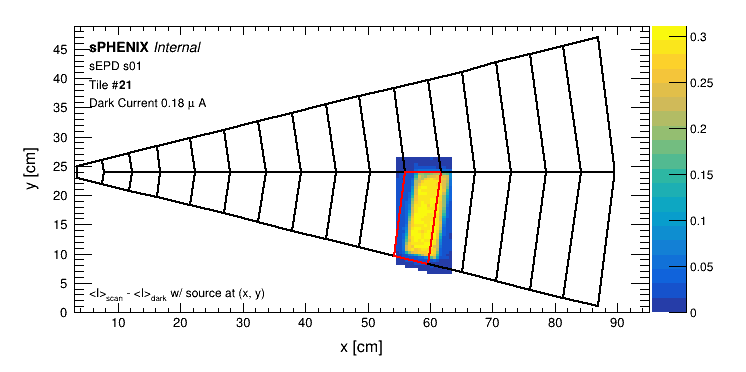 sPHENIX Internal
sEPD s01
Tile #21
Dark Current 0.18 μ A
<I>scan - <I>dark w/ source at (x, y)
y [cm]
45
40
35
30
25
20
15
10
5
0
10 20 30 40 50 60 70 80 90
x [cm]
0.3
0.25
0.2
0.15
0.1
0.05
0